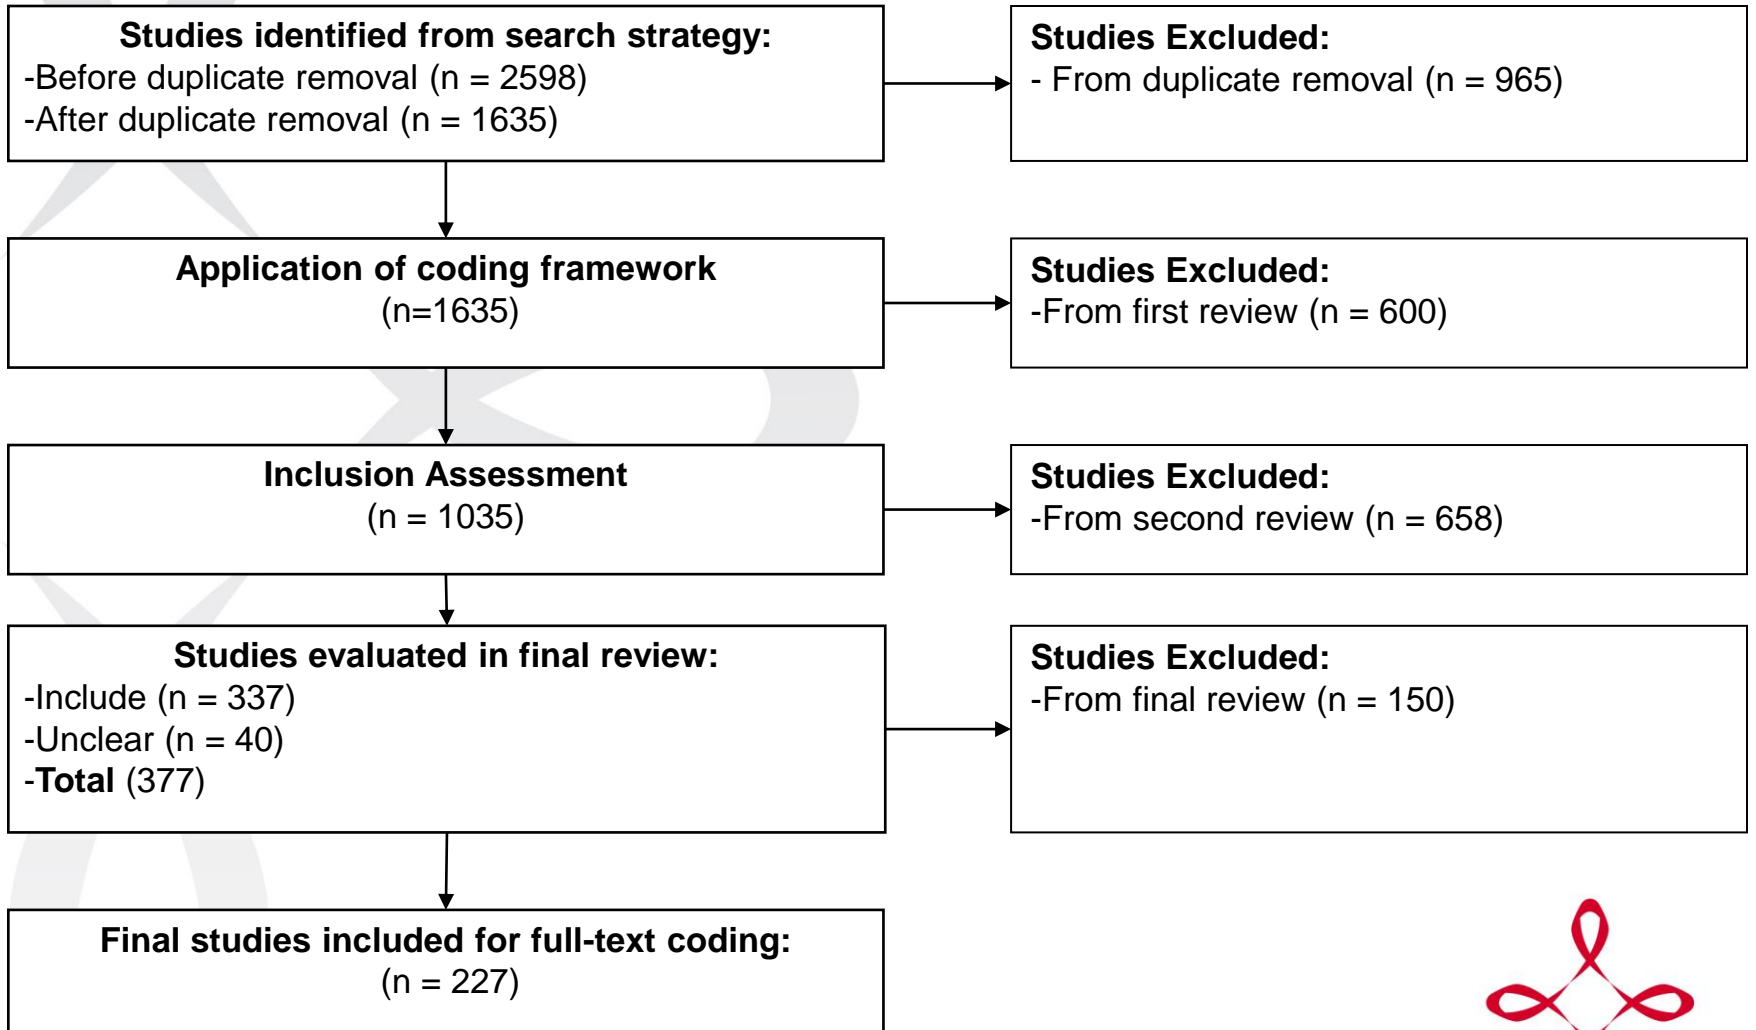 Studies identified from search strategy:
-Before duplicate removal (n = 2598)
-After duplicate removal (n = 1635)
Studies Excluded:
- From duplicate removal (n = 965)
Application of coding framework
(n=1635)
Studies Excluded:
-From first review (n = 600)
Inclusion Assessment
(n = 1035)
Studies Excluded:
-From second review (n = 658)
Studies evaluated in final review:
-Include (n = 337)
-Unclear (n = 40)
-Total (377)
Studies Excluded:
-From final review (n = 150)
Final studies included for full-text coding:
(n = 227)